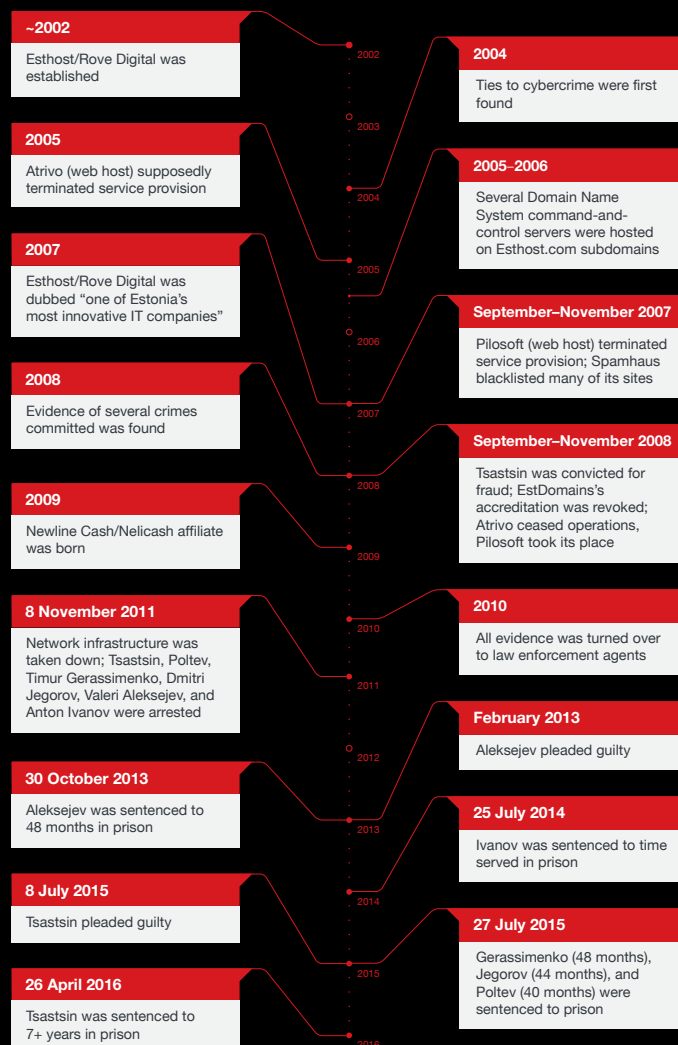 ~2002
Esthost/Rove Digital was
established
2002
2004
Ties to cybercrime were first
found
2003
2005
Atrivo (web host) supposedly
terminated service provision
2004
2005–2006
Several Domain Name
System command-and-
control servers were hosted
on Esthost.com subdomains
2007
Esthost/Rove Digital was
dubbed “one of Estonia’s
most innovative IT companies”
2005
September–November 2007
Pilosoft (web host) terminated
service provision; Spamhaus
blacklisted many of its sites
2006
2008
Evidence of several crimes
committed was found
2007
September–November 2008
Tsastsin was convicted for
fraud; EstDomains’s
accreditation was revoked;
Atrivo ceased operations,
Pilosoft took its place
2008
2009
Newline Cash/Nelicash affiliate
was born
2009
8 November 2011
Network infrastructure was
taken down; Tsastsin, Poltev,
Timur Gerassimenko, Dmitri
Jegorov, Valeri Aleksejev, and
Anton Ivanov were arrested
2010
2010
All evidence was turned over
to law enforcement agents
2011
February 2013
Aleksejev pleaded guilty
2012
30 October 2013
Aleksejev was sentenced to
48 months in prison
2013
25 July 2014
Ivanov was sentenced to time
served in prison
8 July 2015
Tsastsin pleaded guilty
2014
27 July 2015
Gerassimenko (48 months),
Jegorov (44 months), and
Poltev (40 months) were
sentenced to prison
2015
26 April 2016
Tsastsin was sentenced to
7+ years in prison
2016